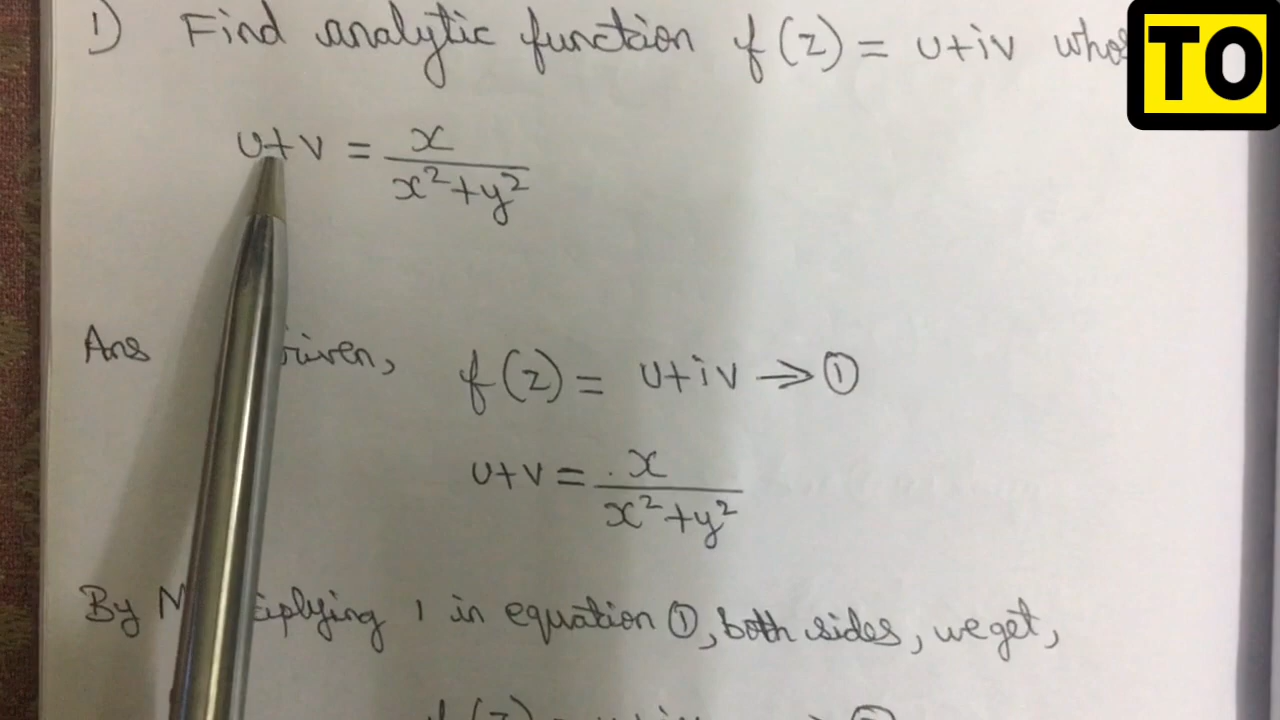 1) Find analytic function f(z) = u+iv
TO
u+v = x / x²+y²
Ans
f(z) = u+iv → ①
u+v = x / x²+y²
By in equation ①, both sides, we get,